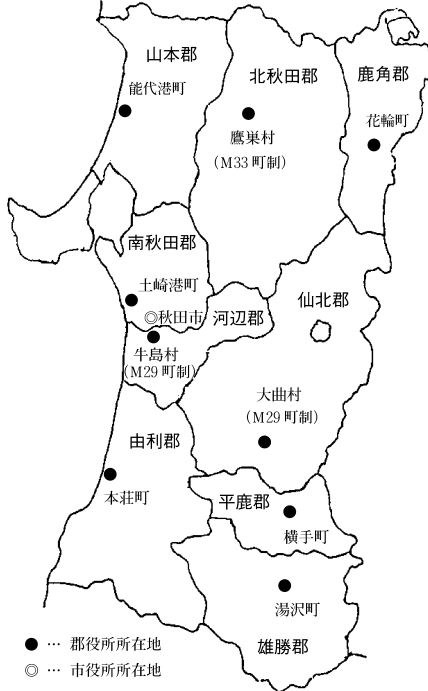 山本郡
能代港町
北秋田郡
鷹巣村
(M33町制)
鹿角郡
花輪町
南秋田郡
土崎港町
◎秋田市
河辺郡
仙北郡
牛島村
(M29町制)
大曲村
(M29町制)
由利郡
本荘町
平鹿郡
横手町
湯沢町
雄勝郡
● … 郡役所所在地
◎ … 市役所所在地